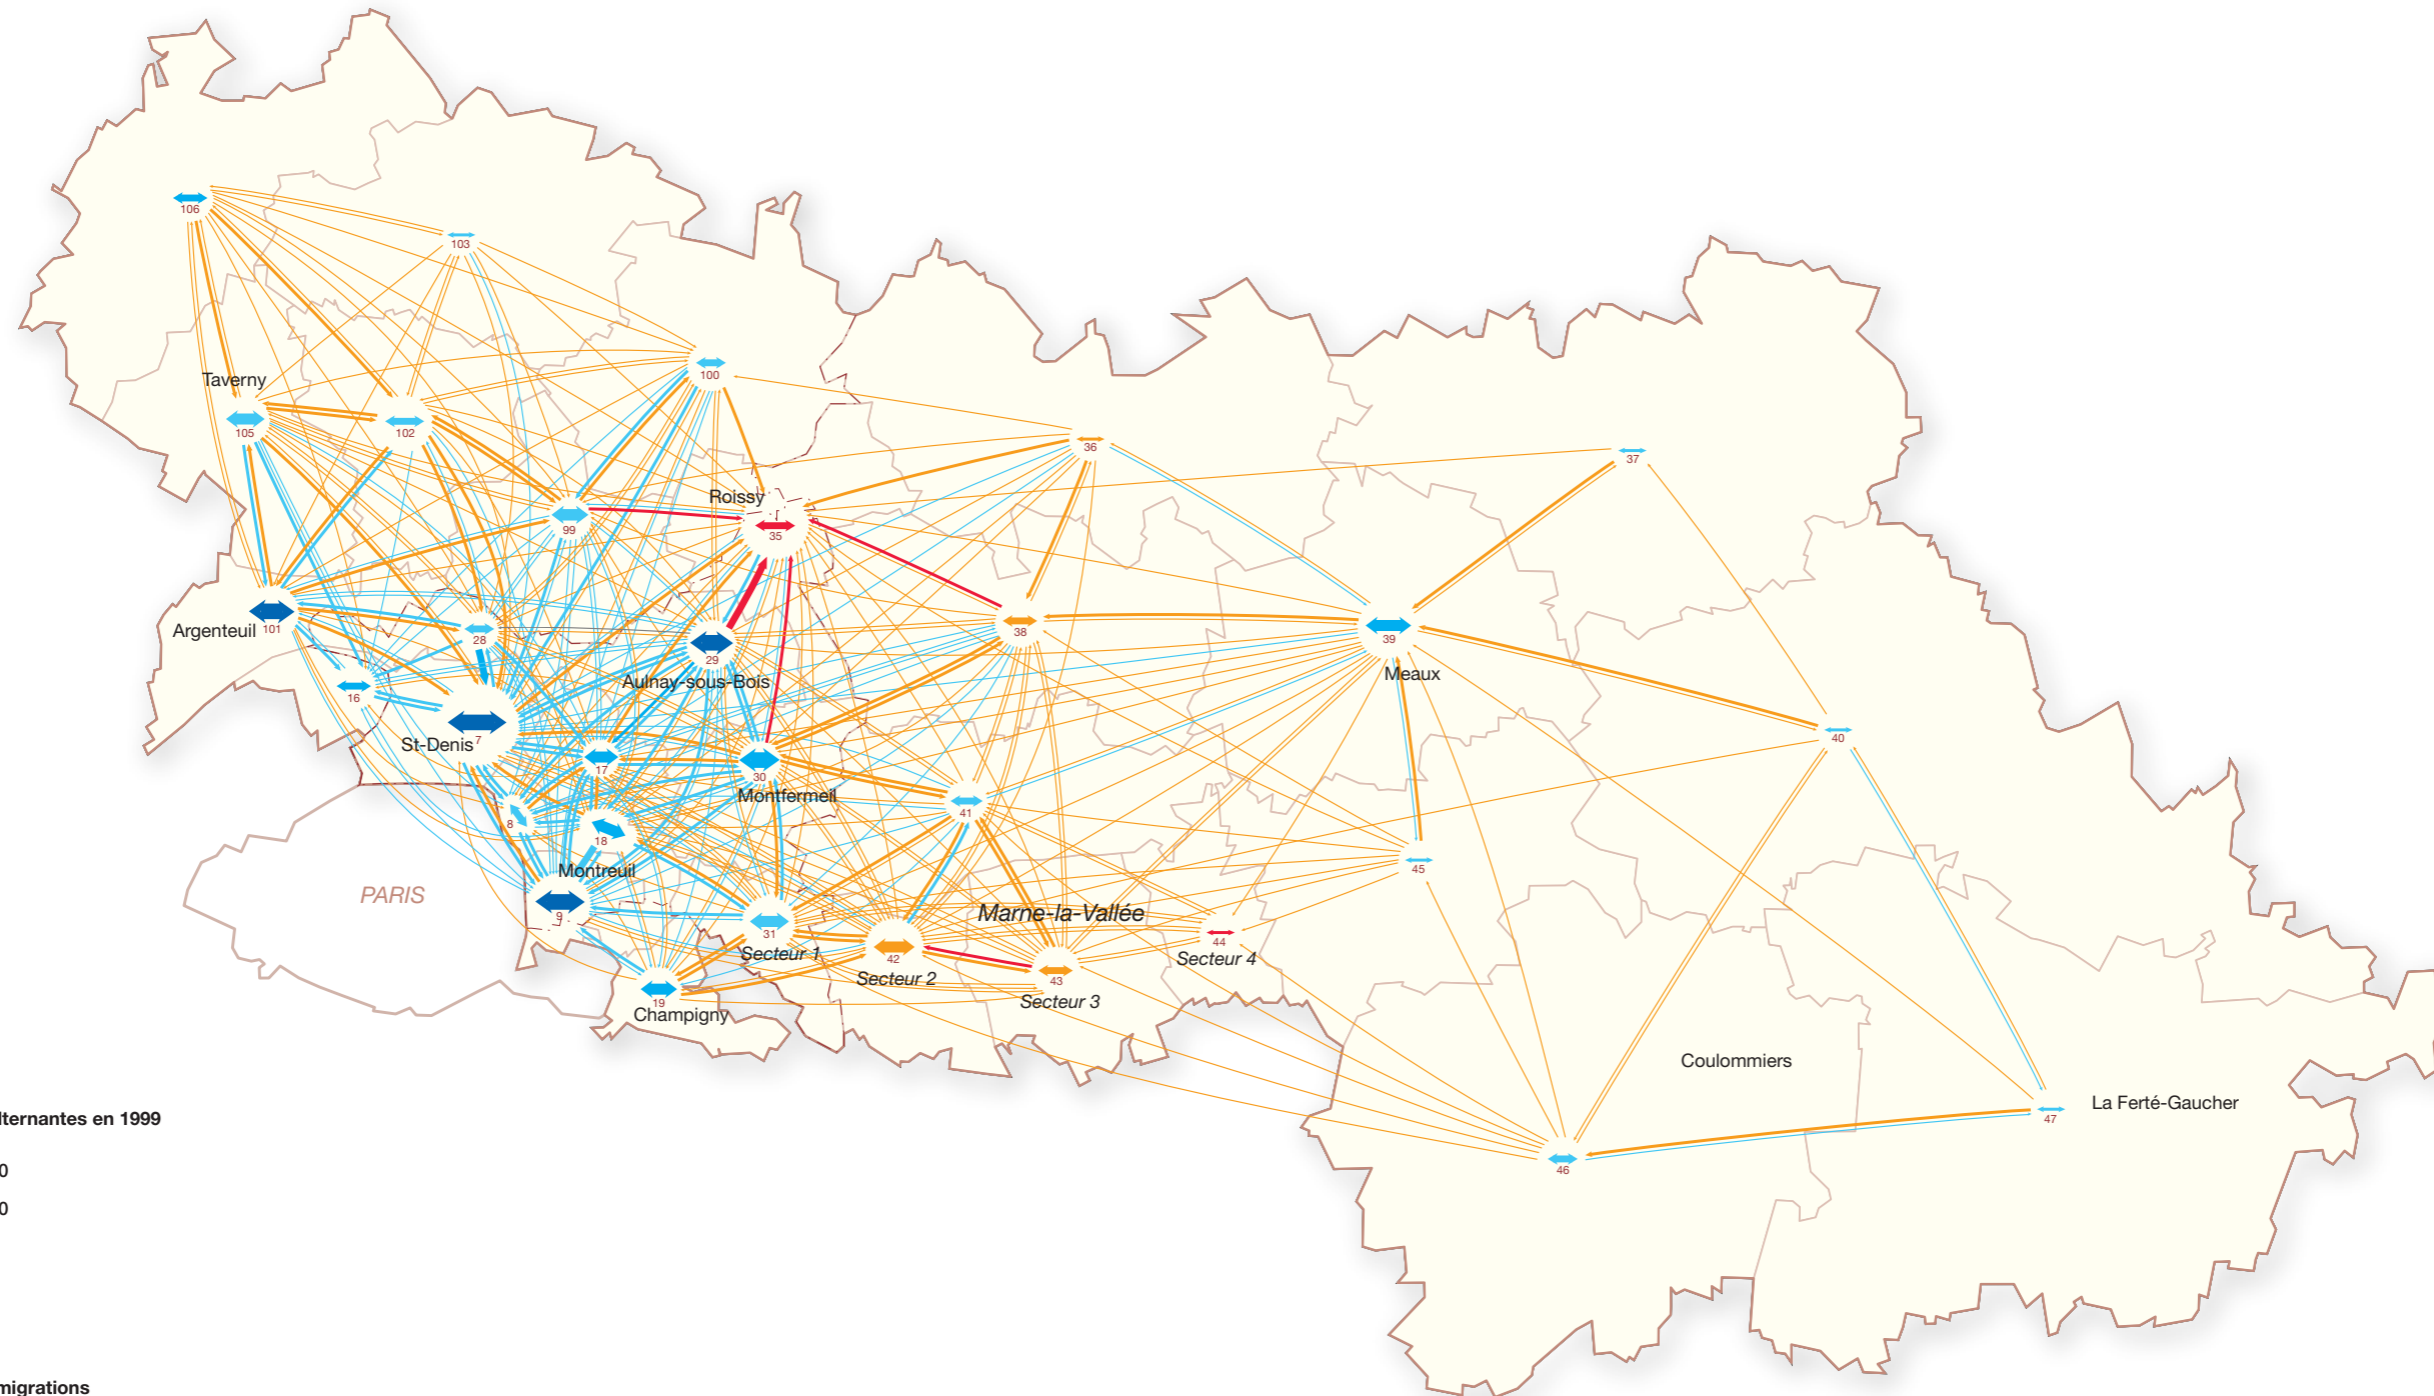 106
103
100
Taverny
105
102
36
37
Roissy
99
35
Argenteuil
101
28
29
38
39
Aulnay-sous-Bois
Meaux
16
St-Denis
7
40
17
30
Montfermeil
41
8
18
Montreuil
45
PARIS
9
Marne-la-Vallée
31
44
Secteur 1
42
Secteur 4
Secteur 2
43
Secteur 3
19
Champigny
Coulommiers
La Ferté-Gaucher
47
lternantes en 1999
46
0
0
migrations